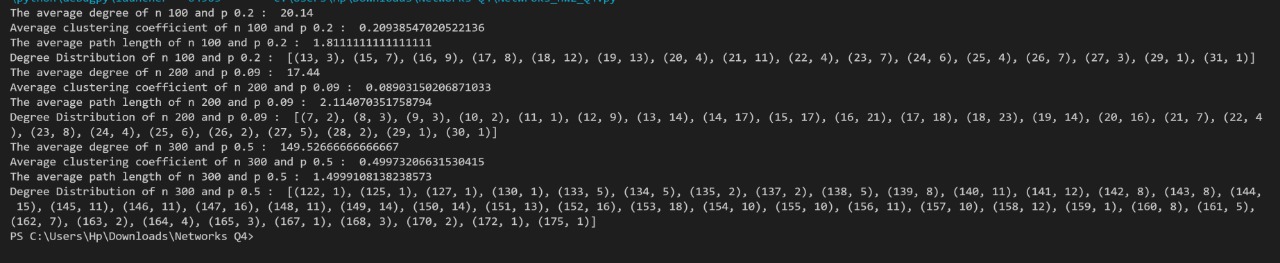 The average degree of n 100 and p 0.2 :  20.14
Average clustering coefficient of n 100 and p 0.2 :  0.20938547020522136
The average path length of n 100 and p 0.2 :  1.8111111111111111
Degree Distribution of n 100 and p 0.2 :  [(13, 3), (15, 7), (16, 9), (17, 8), (18, 12), (19, 13), (20, 4), (21, 11), (22, 4), (23, 7), (24, 6), (25, 4), (26, 7), (27, 3), (29, 1), (31, 1)]
The average degree of n 200 and p 0.09 :  17.44
Average clustering coefficient of n 200 and p 0.09 :  0.08903150206871033
The average path length of n 200 and p 0.09 :  2.114070351758794
Degree Distribution of n 200 and p 0.09 :  [(7, 2), (8, 3), (9, 3), (10, 2), (11, 1), (12, 9), (13, 14), (14, 17), (15, 17), (16, 21), (17, 18), (18, 23), (19, 14), (20, 16), (21, 7), (22, 4
), (23, 8), (24, 4), (25, 6), (26, 2), (27, 5), (28, 2), (29, 1), (30, 1)]
The average degree of n 300 and p 0.5 :  149.52666666666667
Average clustering coefficient of n 300 and p 0.5 :  0.49973206631530415
The average path length of n 300 and p 0.5 :  1.4999108138238573
Degree Distribution of n 300 and p 0.5 :  [(122, 1), (125, 1), (127, 1), (130, 1), (133, 5), (134, 5), (135, 2), (137, 2), (138, 5), (139, 8), (140, 11), (141, 12), (142, 8), (143, 8), (144,
 15), (145, 11), (146, 11), (147, 16), (148, 11), (149, 14), (150, 14), (151, 13), (152, 16), (153, 18), (154, 10), (155, 10), (156, 11), (157, 10), (158, 12), (159, 1), (160, 8), (161, 5),
(162, 7), (163, 2), (164, 4), (165, 3), (167, 1), (168, 3), (170, 2), (172, 1), (175, 1)]
PS C:\Users\Hp\Downloads\Networks Q4>